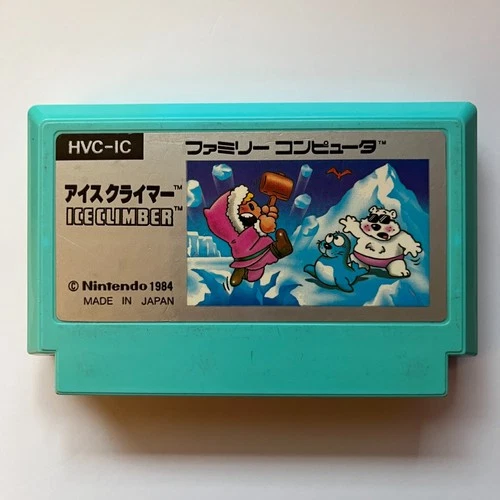 HVC-IC
ファミリー コンピュータ™
アイスクライマー™
ICE CLIMBER™
© Nintendo 1984
MADE IN JAPAN